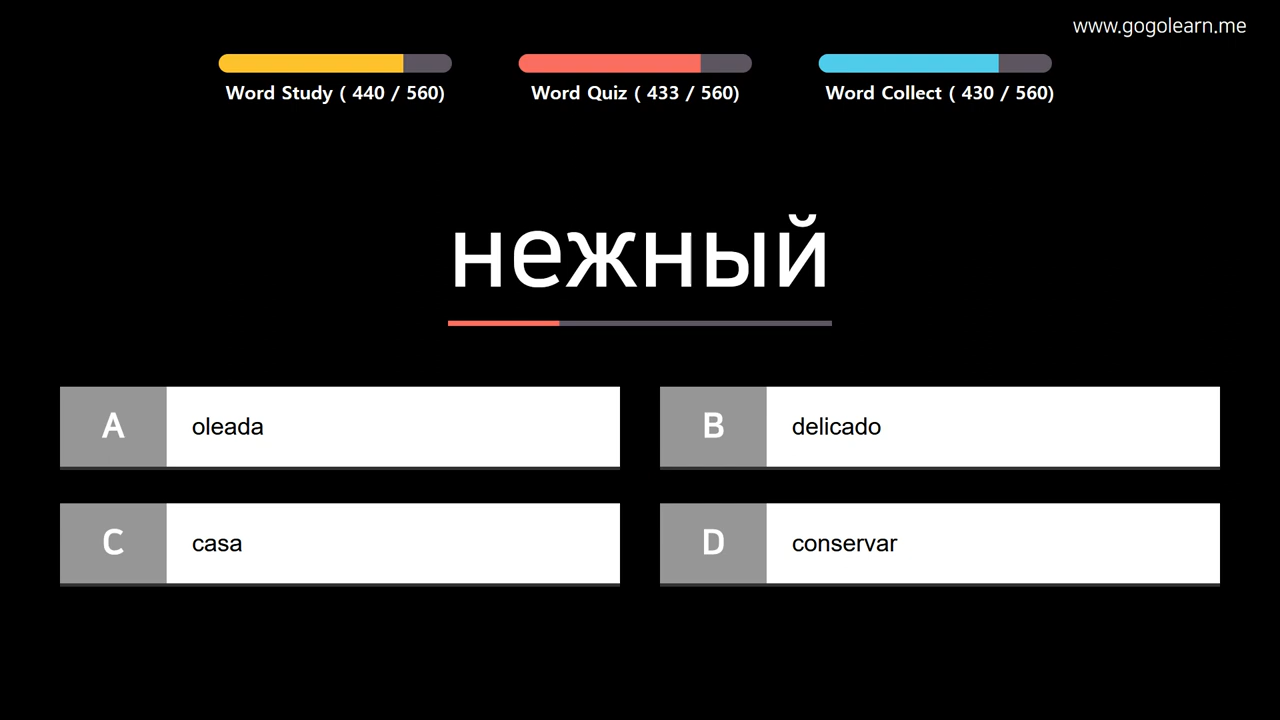 www.gogolearn.me
Word Study ( 440 / 560)
Word Quiz ( 433 / 560)
Word Collect ( 430 / 560)
нежный
A oleada
B delicado
C casa
D conservar